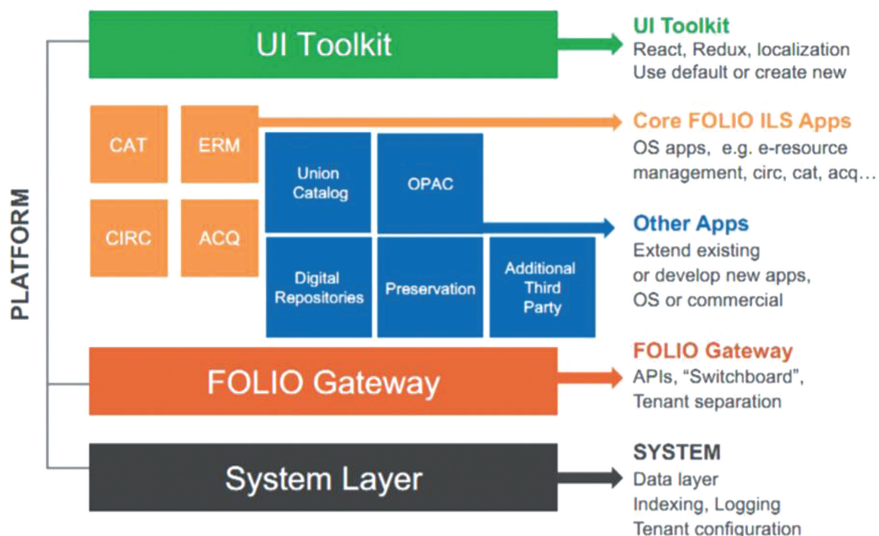 PLATFORM
UI Toolkit
UI Toolkit
React, Redux, localization
Use default or create new
CAT
ERM
CIRC
ACQ
Core FOLIO ILS Apps
OS apps, e.g. e-resource
management, circ, cat, acq...
Union
Catalog
OPAC
Digital
Repositories
Preservation
Additional
Third
Party
Other Apps
Extend existing
or develop new apps,
OS or commercial
FOLIO Gateway
FOLIO Gateway
APIs, “Switchboard”,
Tenant separation
System Layer
SYSTEM
Data layer
Indexing, Logging
Tenant configuration